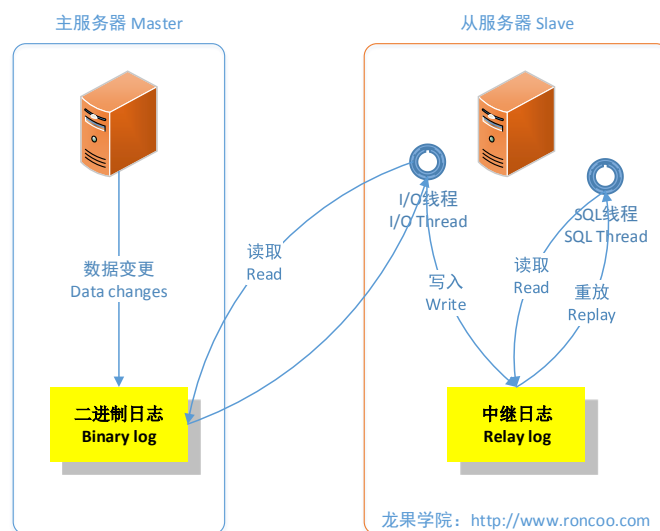 主服务器 Master
从服务器 Slave
I/O线程
I/O Thread
SQL线程
SQL Thread
数据变更
Data changes
读取
Read
写入
Write
读取
Read
重放
Replay
二进制日志
Binary log
中继日志
Relay log
龙果学院：http://www.roncoo.com